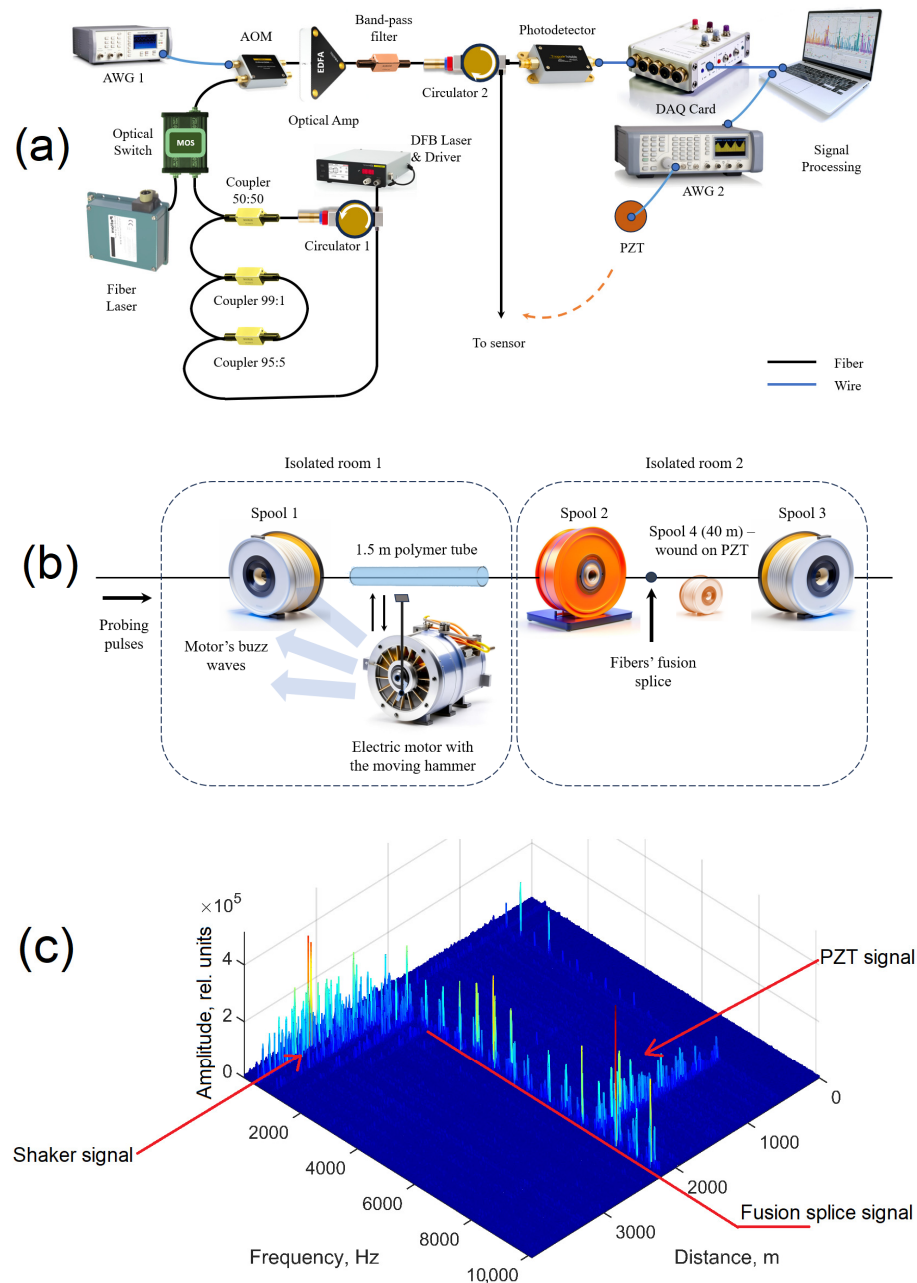 (a)
AWG 1
AOM
EDFA
Optical Amp
Band-pass
filter
Circulator 2
Photodetector
DAQ Card
Signal
Processing
AWG 2
PZT
Optical
Switch
MOS
Fiber
Laser
Coupler
50:50
DFB Laser
& Driver
Circulator 1
Coupler 99:1
Coupler 95:5
To sensor
Fiber
Wire
(b)
Isolated room 1
Isolated room 2
Spool 1
1.5 m polymer tube
Spool 2
Spool 4 (40 m) –
wound on PZT
Spool 3
Probing
pulses
Motor's buzz
waves
Electric motor with
the moving hammer
Fibers' fusion
splice
(c)
×10⁵
Amplitude, rel. units
4
2
0
PZT signal
Shaker signal
Fusion splice signal
2000
4000
6000
8000
10,000
Frequency, Hz
0
1000
2000
3000
Distance, m